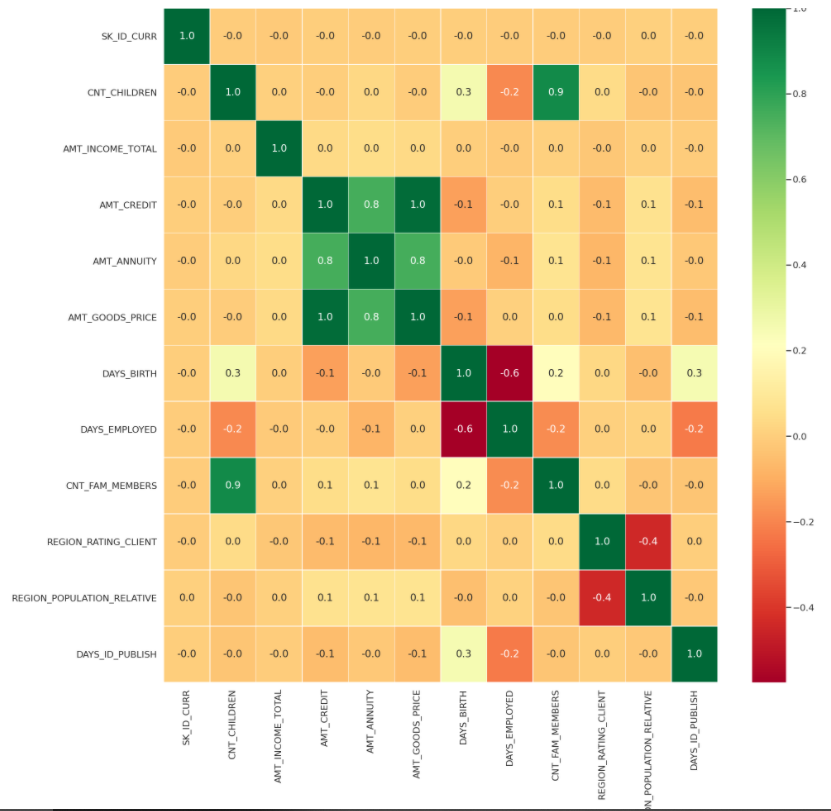 SK_ID_CURR 1.0 -0.0 -0.0 -0.0 -0.0 -0.0 -0.0 -0.0 -0.0 -0.0 0.0 -0.0
CNT_CHILDREN -0.0 1.0 0.0 -0.0 0.0 -0.0 0.3 -0.2 0.9 0.0 -0.0 -0.0
AMT_INCOME_TOTAL -0.0 0.0 1.0 0.0 0.0 0.0 0.0 -0.0 0.0 -0.0 0.0 -0.0
AMT_CREDIT -0.0 -0.0 0.0 1.0 0.8 1.0 -0.1 -0.0 0.1 -0.1 0.1 -0.1
AMT_ANNUITY -0.0 0.0 0.0 0.8 1.0 0.8 -0.0 -0.1 0.1 -0.1 0.1 -0.0
AMT_GOODS_PRICE -0.0 -0.0 0.0 1.0 0.8 1.0 -0.1 0.0 0.0 -0.1 0.1 -0.1
DAYS_BIRTH -0.0 0.3 0.0 -0.1 -0.0 -0.1 1.0 -0.6 0.2 0.0 -0.0 0.3
DAYS_EMPLOYED -0.0 -0.2 -0.0 -0.0 -0.1 0.0 -0.6 1.0 -0.2 0.0 0.0 -0.2
CNT_FAM_MEMBERS -0.0 0.9 0.0 0.1 0.1 0.0 0.2 -0.2 1.0 0.0 -0.0 -0.0
REGION_RATING_CLIENT -0.0 0.0 -0.0 -0.1 -0.1 -0.1 0.0 0.0 0.0 1.0 -0.4 0.0
REGION_POPULATION_RELATIVE 0.0 -0.0 0.0 0.1 0.1 0.1 -0.0 0.0 -0.0 -0.4 1.0 -0.0
DAYS_ID_PUBLISH -0.0 -0.0 -0.0 -0.1 -0.0 -0.1 0.3 -0.2 -0.0 0.0 -0.0 1.0
SK_ID_CURR
CNT_CHILDREN
AMT_INCOME_TOTAL
AMT_CREDIT
AMT_ANNUITY
AMT_GOODS_PRICE
DAYS_BIRTH
DAYS_EMPLOYED
CNT_FAM_MEMBERS
REGION_RATING_CLIENT
ON_POPULATION_RELATIVE
DAYS_ID_PUBLISH
1.0
0.8
0.6
0.4
0.2
0.0
−0.2
−0.4